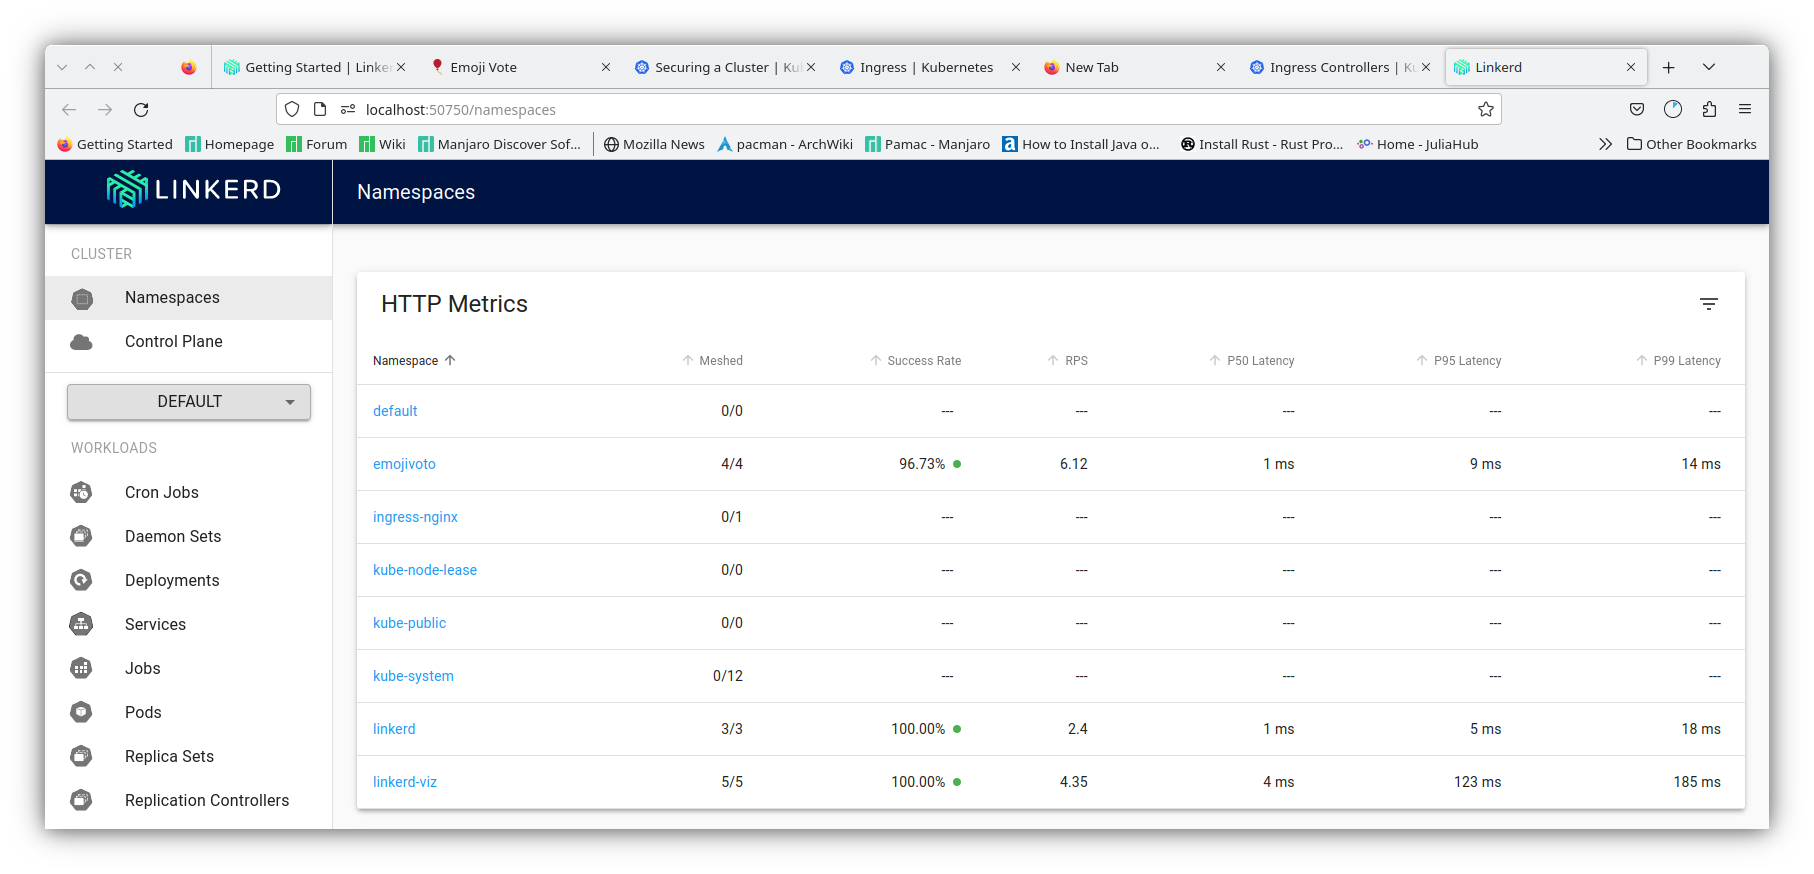 Getting Started | Linke
Emoji Vote
Securing a Cluster | Ku
Ingress | Kubernetes
New Tab
Ingress Controllers | Ku
Linkerd
localhost:50750/namespaces
Getting Started
Homepage
Forum
Wiki
Manjaro Discover Sof...
Mozilla News
pacman - ArchWiki
Pamac - Manjaro
How to Install Java o...
Install Rust - Rust Pro...
Home - JuliaHub
Other Bookmarks
LINKERD
Namespaces
CLUSTER
Namespaces
Control Plane
DEFAULT
WORKLOADS
Cron Jobs
Daemon Sets
Deployments
Services
Jobs
Pods
Replica Sets
Replication Controllers
HTTP Metrics
Namespace Meshed Success Rate RPS P50 Latency P95 Latency P99 Latency
default 0/0 --- --- --- --- ---
emojivoto 4/4 96.73% 6.12 1 ms 9 ms 14 ms
ingress-nginx 0/1 --- --- --- --- ---
kube-node-lease 0/0 --- --- --- --- ---
kube-public 0/0 --- --- --- --- ---
kube-system 0/12 --- --- --- --- ---
linkerd 3/3 100.00% 2.4 1 ms 5 ms 18 ms
linkerd-viz 5/5 100.00% 4.35 4 ms 123 ms 185 ms